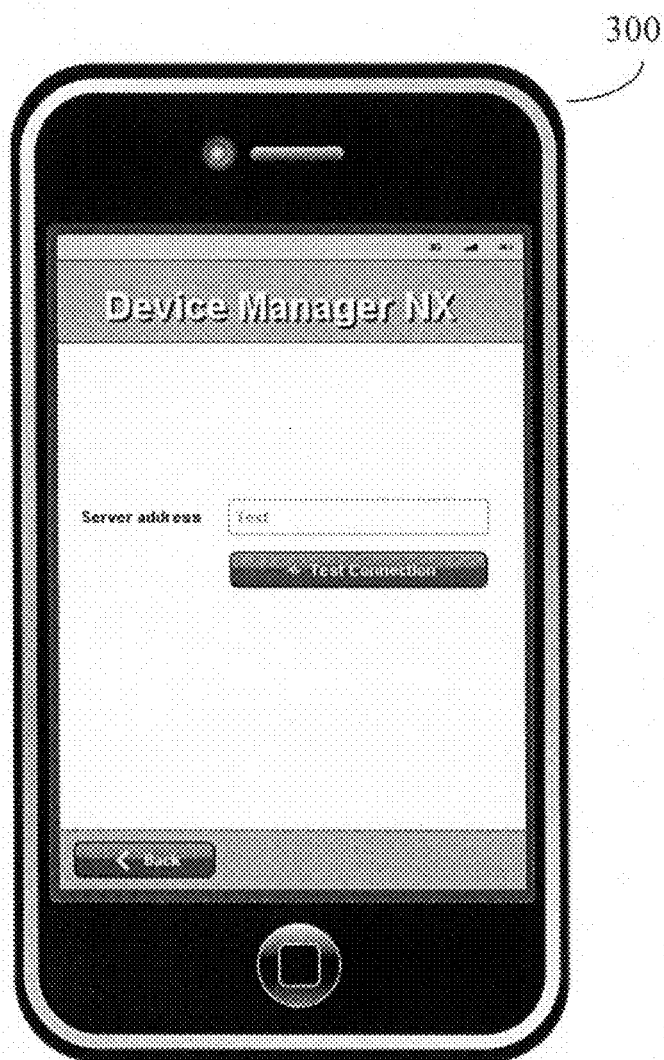 300
Device Manager NX
Server address
Text
Test Connection
Back